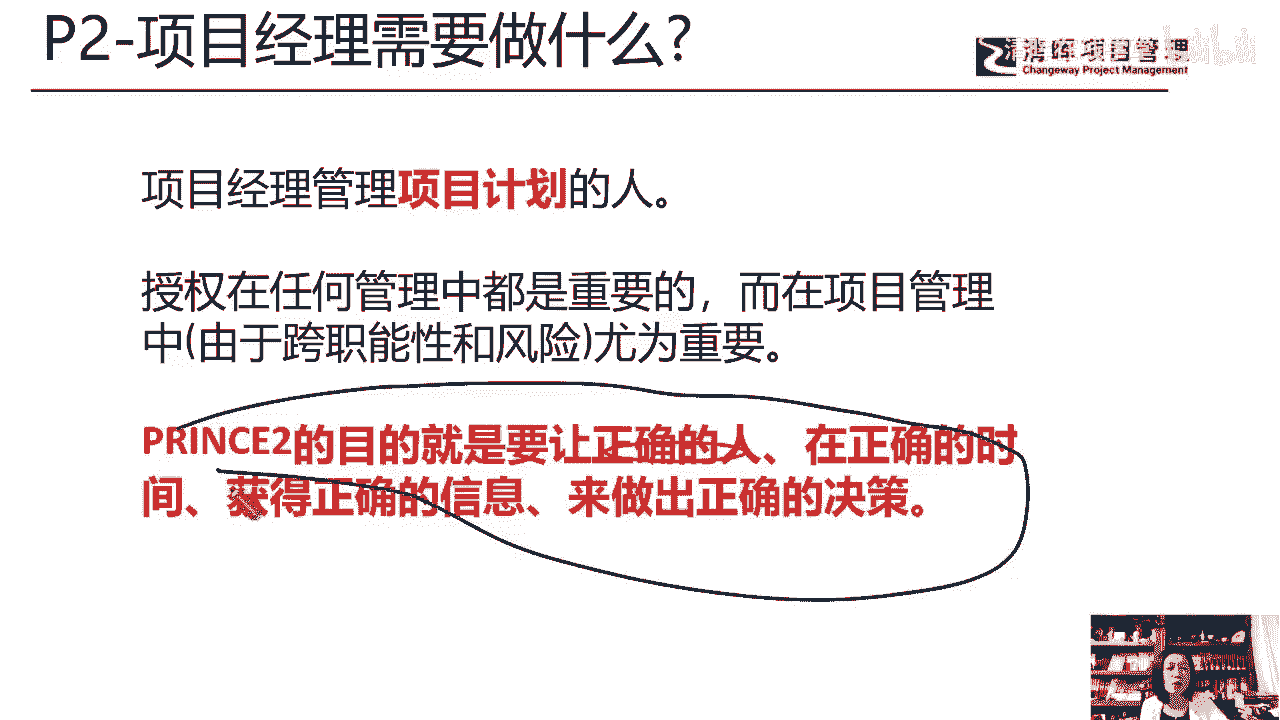 P2-项目经理需要做什么?
项目管理
Changeway Project Management
项目经理管理项目计划的人。
授权在任何管理中都是重要的，而在项目管理
中(由于跨职能性和风险)尤为重要。
PRINCE2的目的就是要让正确的人、在正确的时
间、获得正确的信息、来做出正确的决策。